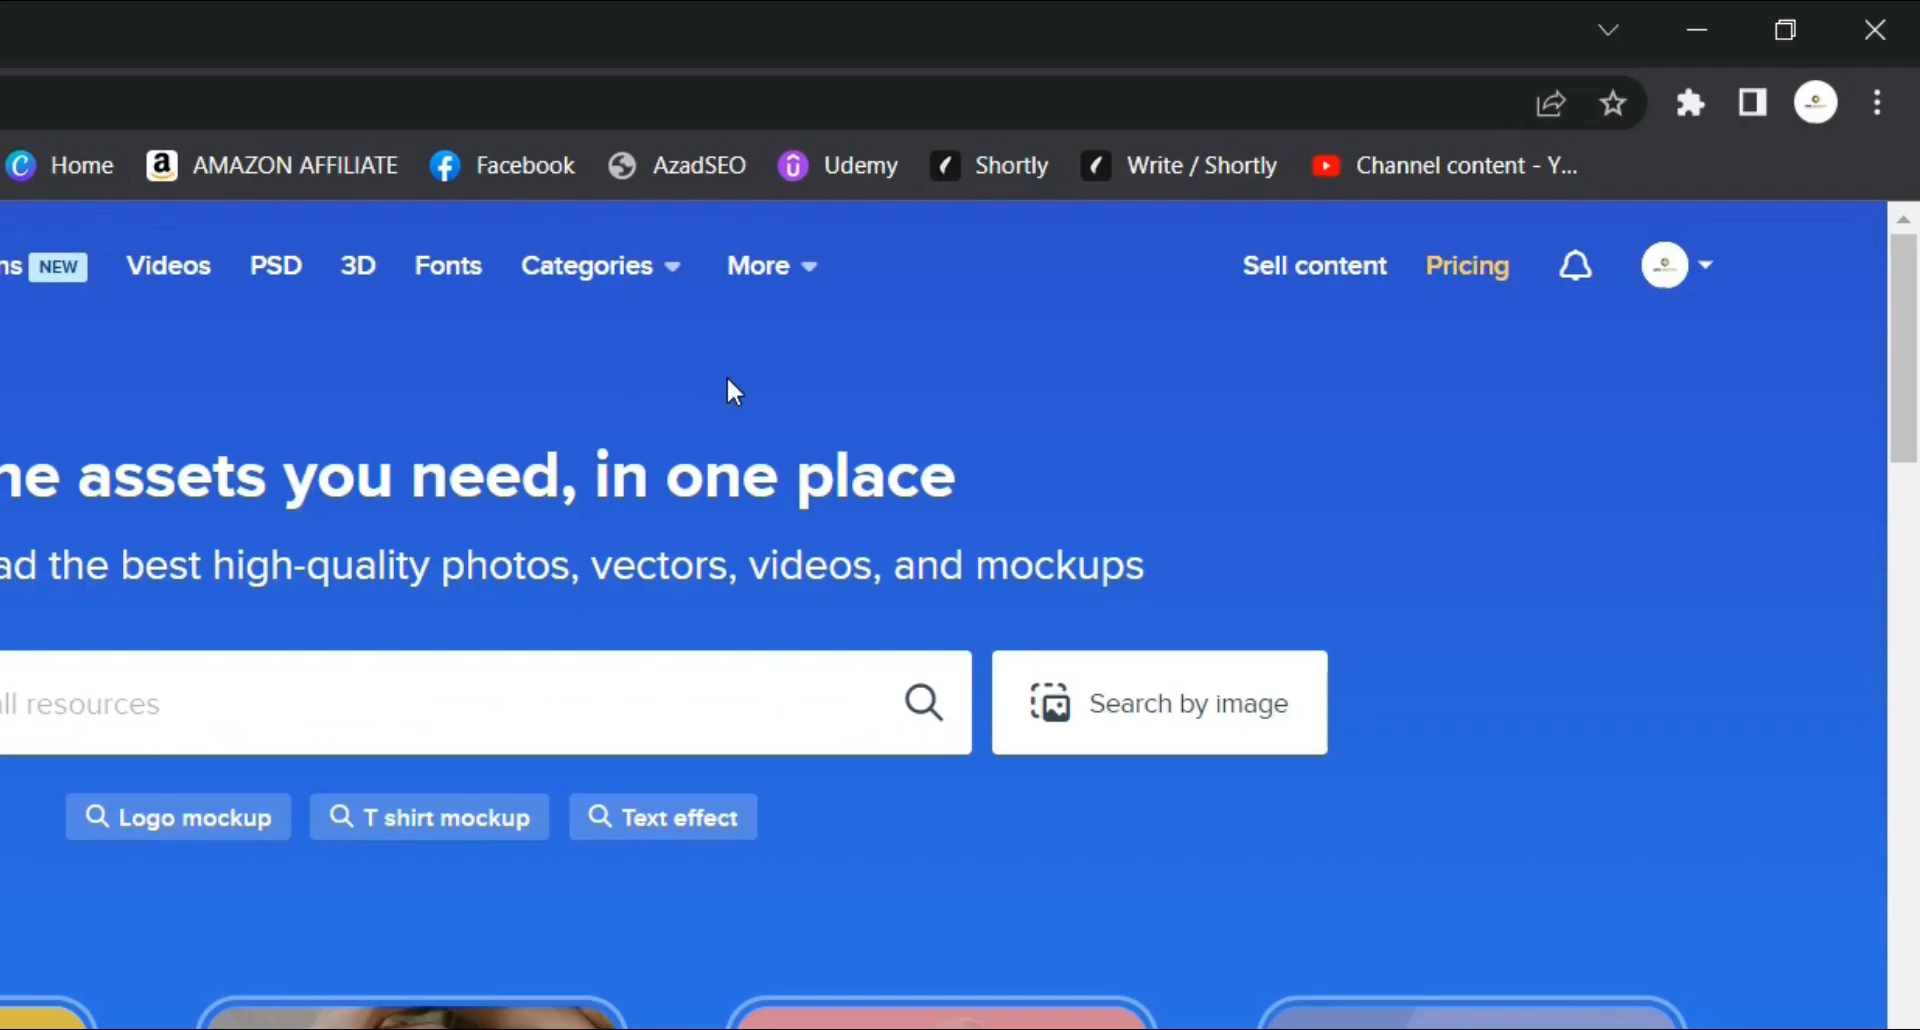 Home AMAZON AFFILIATE Facebook AzadSEO Udemy Shortly Write / Shortly Channel content - Y...
ns NEW Videos PSD 3D Fonts Categories More Sell content Pricing
ne assets you need, in one place
ad the best high-quality photos, vectors, videos, and mockups
all resources Search by image
Logo mockup T shirt mockup Text effect